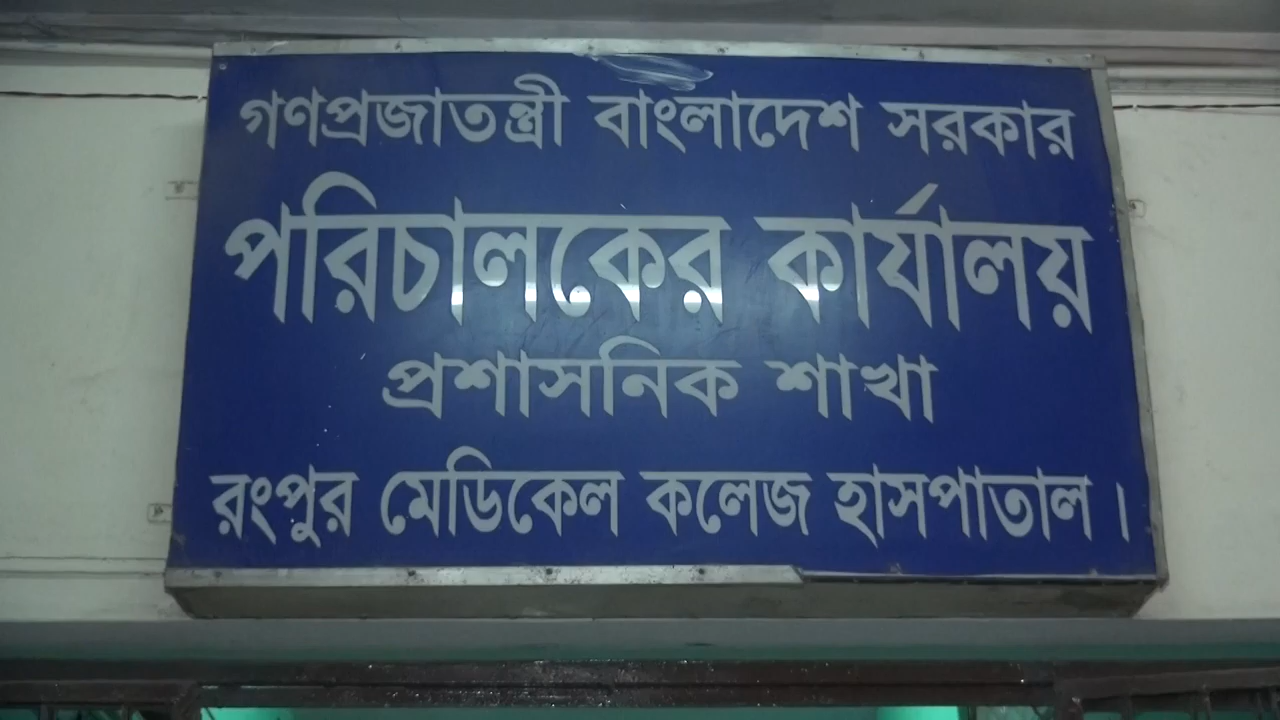 গণপ্রজাতন্ত্রী বাংলাদেশ সরকার
পরিচালকের কার্যালয়
প্রশাসনিক শাখা
রংপুর মেডিকেল কলেজ হাসপাতাল।